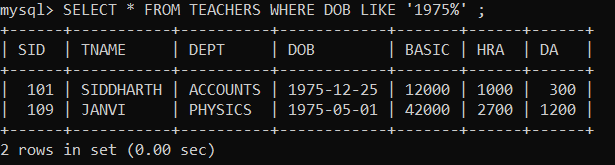 mysql> SELECT * FROM TEACHERS WHERE DOB LIKE '1975%' ;
+------+-----------+----------+------------+-------+------+------+
| SID  | TNAME     | DEPT     | DOB        | BASIC | HRA  | DA   |
+------+-----------+----------+------------+-------+------+------+
|  101 | SIDDHARTH | ACCOUNTS | 1975-12-25 | 12000 | 1000 |  300 |
|  109 | JANVI     | PHYSICS  | 1975-05-01 | 42000 | 2700 | 1200 |
+------+-----------+----------+------------+-------+------+------+
2 rows in set (0.00 sec)